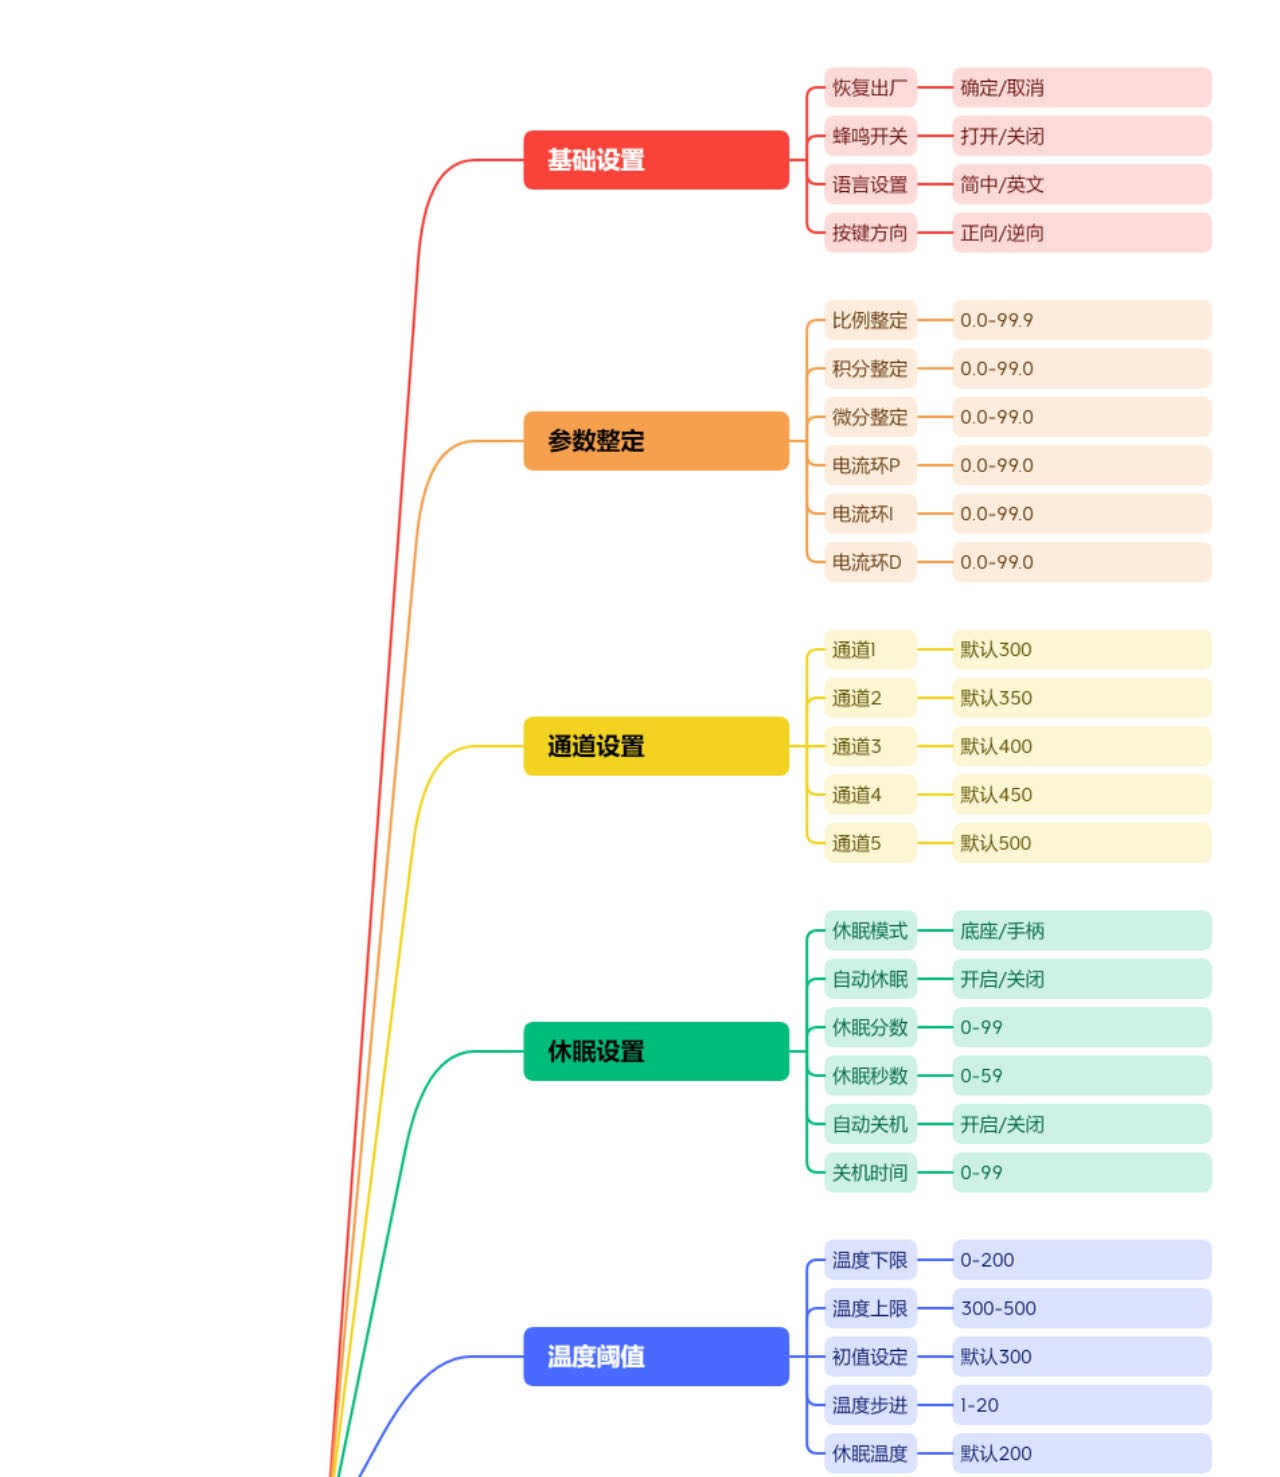 基础设置
恢复出厂 确定/取消
蜂鸣开关 打开/关闭
语言设置 简中/英文
按键方向 正向/逆向
参数整定
比例整定 0.0-99.9
积分整定 0.0-99.0
微分整定 0.0-99.0
电流环P 0.0-99.0
电流环I 0.0-99.0
电流环D 0.0-99.0
通道设置
通道1 默认300
通道2 默认350
通道3 默认400
通道4 默认450
通道5 默认500
休眠设置
休眠模式 底座/手柄
自动休眠 开启/关闭
休眠分数 0-99
休眠秒数 0-59
自动关机 开启/关闭
关机时间 0-99
温度阈值
温度下限 0-200
温度上限 300-500
初值设定 默认300
温度步进 1-20
休眠温度 默认200